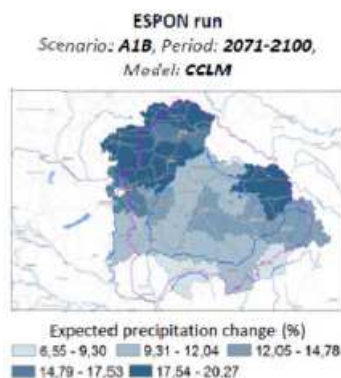 ESPON run
Scenario: A1B, Period: 2071-2100,
Model: CCLM
Expected precipitation change (%)
6,55 - 9,30 9,31 - 12,04 12,05 - 14,78
14,79 - 17,53 17,54 - 20,27